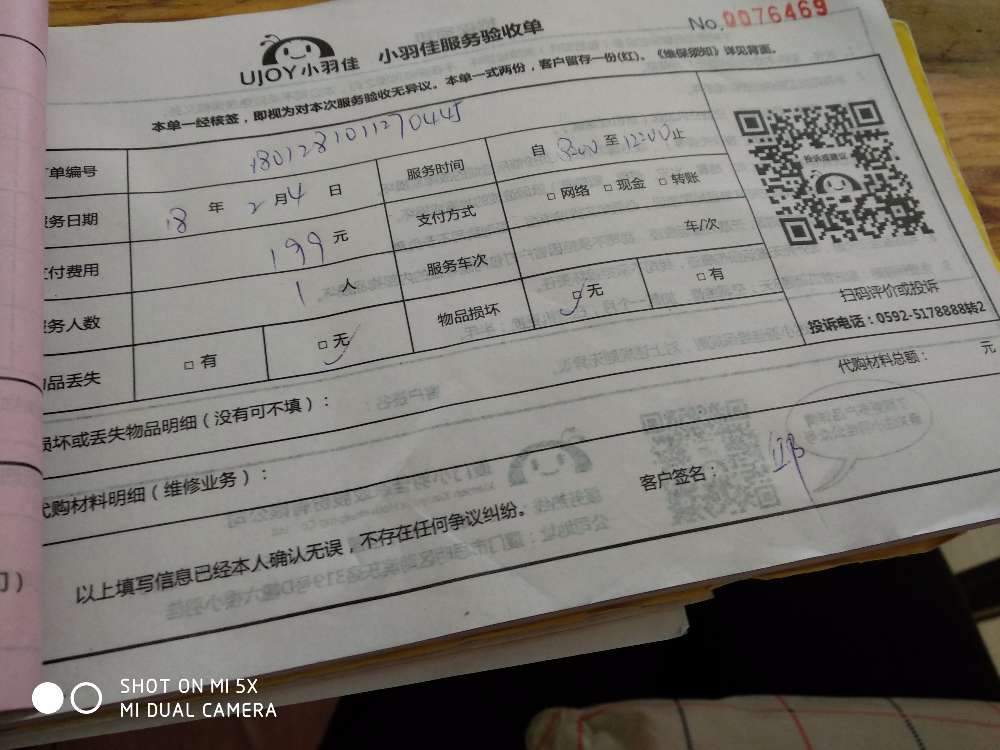 No. 0076469
UJOY小羽佳 小羽佳服务验收单
本单一经核签，即视为对本次服务验收无异议。本单一式两份，客户留存一份(红)。《维保须知》详见背面。
单编号 1801281011270445
服务日期 18 年 2 月 4 日 服务时间 自 8:00 至 12:00 止
付费用 199 元 支付方式 □ 网络 □ 现金 □ 转账
服务人数 1 人 服务车次 车/次
品丢失 □ 有 □ 无 物品损坏 □ 无 □ 有
投诉或建议
扫码评价或投诉
投诉电话：0592-5178888转2
损坏或丢失物品明细（没有可不填）：
代购材料明细（维修业务）： 代购材料总额： 元
以上填写信息已经本人确认无误，不存在任何争议纠纷。 客户签名：
SHOT ON MI 5X
MI DUAL CAMERA